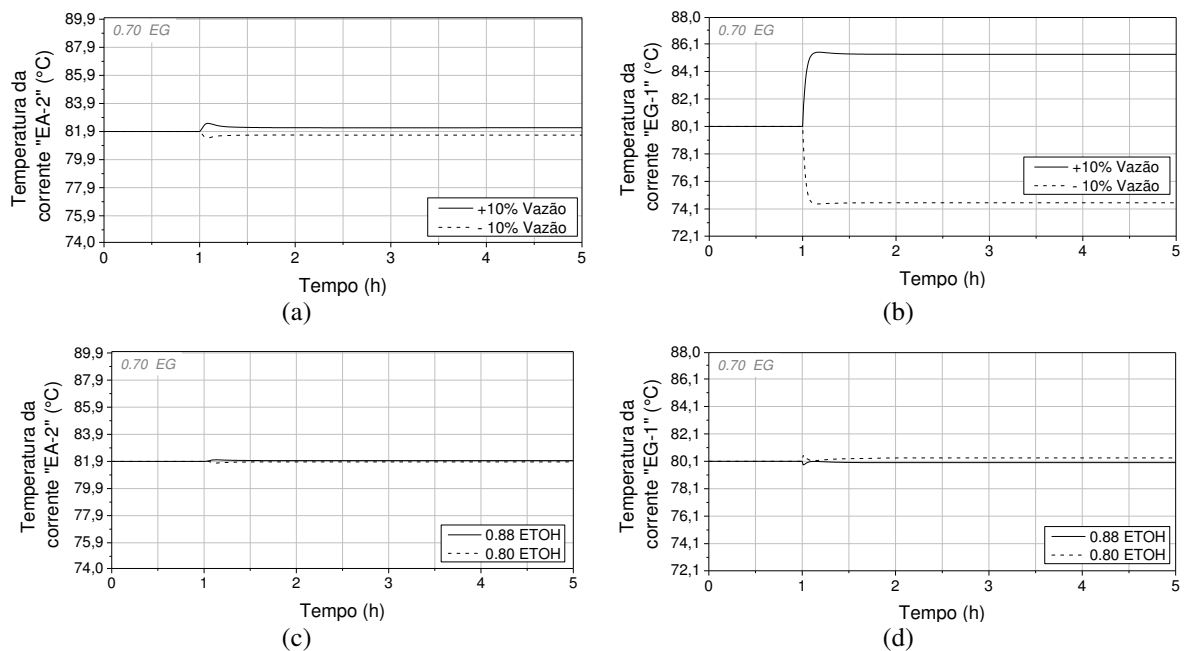 0.70 EG
Temperatura da
corrente "EA-2" (°C)
89,9
87,9
85,9
83,9
81,9
79,9
77,9
75,9
74,0
0 1 2 3 4 5
+10% Vazão
- 10% Vazão
Tempo (h)
(a)
0.70 EG
Temperatura da
corrente "EG-1" (°C)
88,0
86,1
84,1
82,1
80,1
78,1
76,1
74,1
72,1
0 1 2 3 4 5
+10% Vazão
- 10% Vazão
Tempo (h)
(b)
0.70 EG
Temperatura da
corrente "EA-2" (°C)
89,9
87,9
85,9
83,9
81,9
79,9
77,9
75,9
74,0
0 1 2 3 4 5
0.88 ETOH
0.80 ETOH
Tempo (h)
(c)
0.70 EG
Temperatura da
corrente "EG-1" (°C)
88,0
86,1
84,1
82,1
80,1
78,1
76,1
74,1
72,1
0 1 2 3 4 5
0.88 ETOH
0.80 ETOH
Tempo (h)
(d)